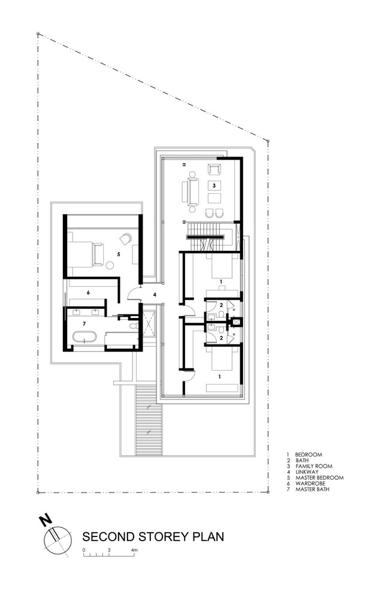 3
5
1
6
4
2
7
2
1
1 BEDROOM
2 BATH
3 FAMILY ROOM
4 LINKWAY
5 MASTER BEDROOM
6 WARDROBE
7 MASTER BATH
N
SECOND STOREY PLAN
0 2 4m